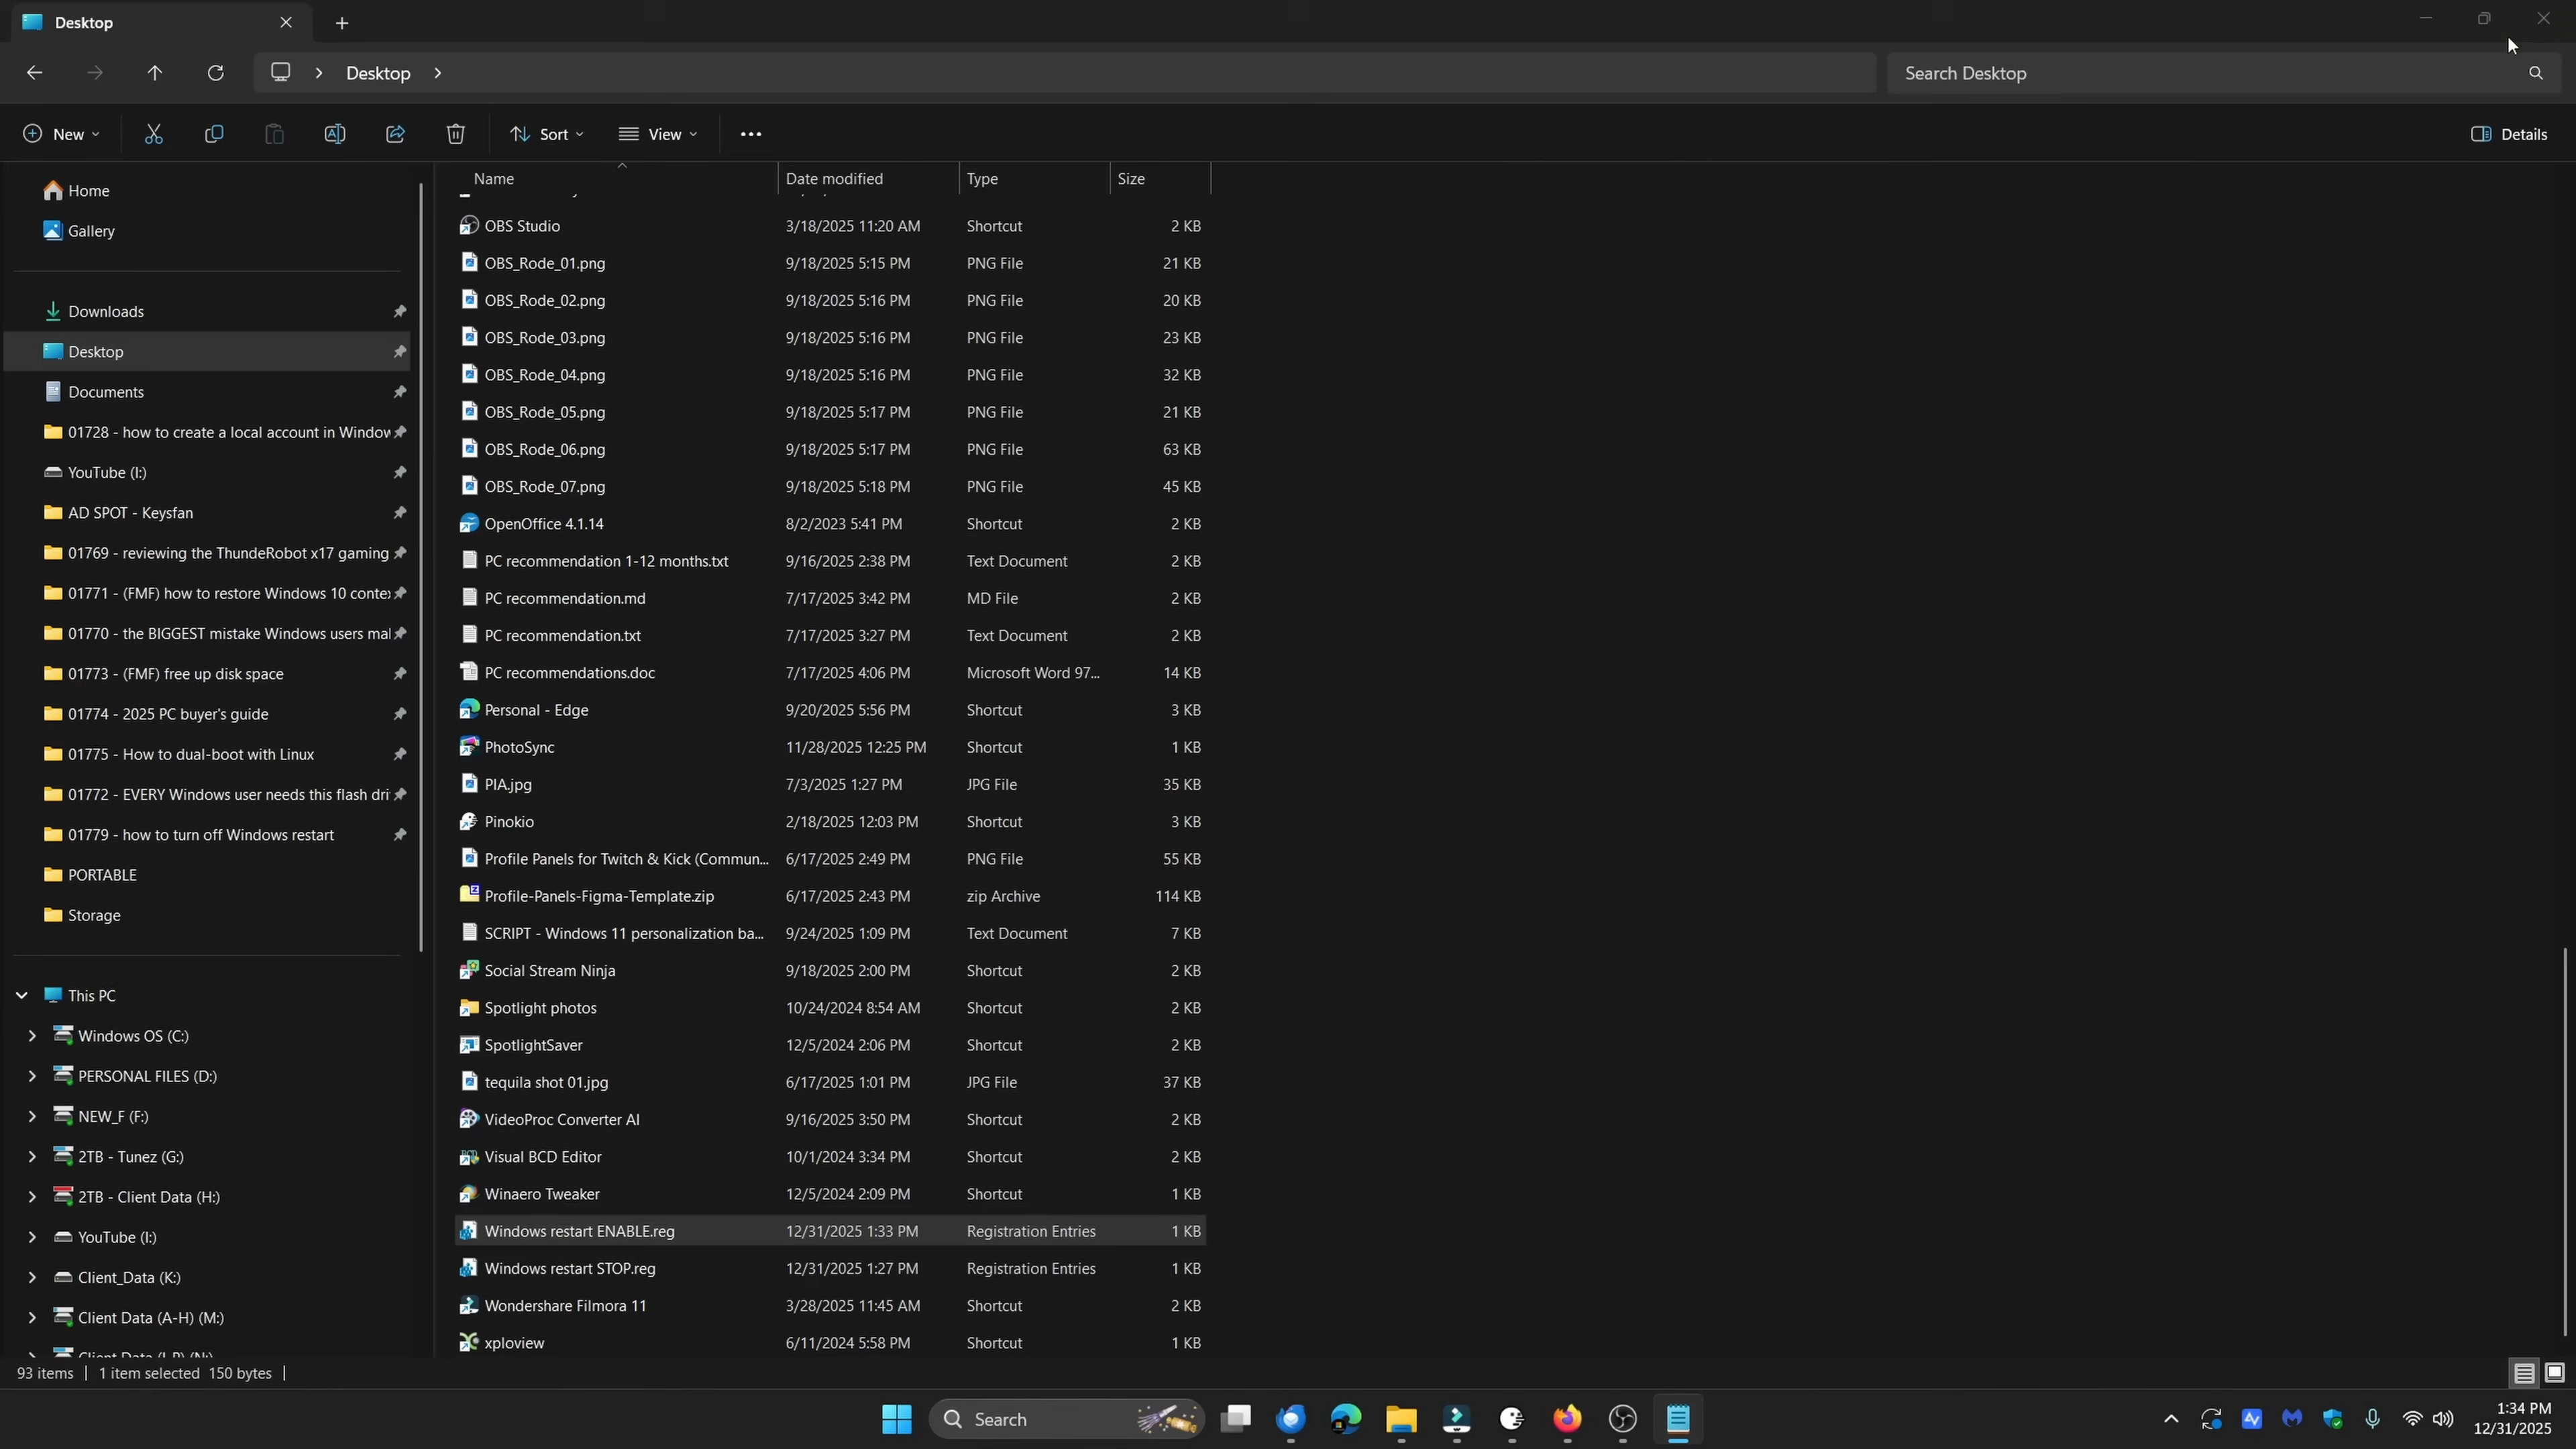 Desktop
Desktop
Search Desktop
New
Sort
View
Details
Home
Gallery
Downloads
Desktop
Documents
01728 - how to create a local account in Window
YouTube (I:)
AD SPOT - Keysfan
01769 - reviewing the ThundeRobot x17 gaming
01771 - (FMF) how to restore Windows 10 conte
01770 - the BIGGEST mistake Windows users mal
01773 - (FMF) free up disk space
01774 - 2025 PC buyer's guide
01775 - How to dual-boot with Linux
01772 - EVERY Windows user needs this flash dri
01779 - how to turn off Windows restart
PORTABLE
Storage
This PC
Windows OS (C:)
PERSONAL FILES (D:)
NEW_F (F:)
2TB - Tunez (G:)
2TB - Client Data (H:)
YouTube (I:)
Client_Data (K:)
Client Data (A-H) (M:)
Name Date modified Type Size
OBS Studio 3/18/2025 11:20 AM Shortcut 2 KB
OBS_Rode_01.png 9/18/2025 5:15 PM PNG File 21 KB
OBS_Rode_02.png 9/18/2025 5:16 PM PNG File 20 KB
OBS_Rode_03.png 9/18/2025 5:16 PM PNG File 23 KB
OBS_Rode_04.png 9/18/2025 5:16 PM PNG File 32 KB
OBS_Rode_05.png 9/18/2025 5:17 PM PNG File 21 KB
OBS_Rode_06.png 9/18/2025 5:17 PM PNG File 63 KB
OBS_Rode_07.png 9/18/2025 5:18 PM PNG File 45 KB
OpenOffice 4.1.14 8/2/2023 5:41 PM Shortcut 2 KB
PC recommendation 1-12 months.txt 9/16/2025 2:38 PM Text Document 2 KB
PC recommendation.md 7/17/2025 3:42 PM MD File 2 KB
PC recommendation.txt 7/17/2025 3:27 PM Text Document 2 KB
PC recommendations.doc 7/17/2025 4:06 PM Microsoft Word 97... 14 KB
Personal - Edge 9/20/2025 5:56 PM Shortcut 3 KB
PhotoSync 11/28/2025 12:25 PM Shortcut 1 KB
PIA.jpg 7/3/2025 1:27 PM JPG File 35 KB
Pinokio 2/18/2025 12:03 PM Shortcut 3 KB
Profile Panels for Twitch & Kick (Commun... 6/17/2025 2:49 PM PNG File 55 KB
Profile-Panels-Figma-Template.zip 6/17/2025 2:43 PM zip Archive 114 KB
SCRIPT - Windows 11 personalization ba... 9/24/2025 1:09 PM Text Document 7 KB
Social Stream Ninja 9/18/2025 2:00 PM Shortcut 2 KB
Spotlight photos 10/24/2024 8:54 AM Shortcut 2 KB
SpotlightSaver 12/5/2024 2:06 PM Shortcut 2 KB
tequila shot 01.jpg 6/17/2025 1:01 PM JPG File 37 KB
VideoProc Converter AI 9/16/2025 3:50 PM Shortcut 2 KB
Visual BCD Editor 10/1/2024 3:34 PM Shortcut 2 KB
Winaero Tweaker 12/5/2024 2:09 PM Shortcut 1 KB
Windows restart ENABLE.reg 12/31/2025 1:33 PM Registration Entries 1 KB
Windows restart STOP.reg 12/31/2025 1:27 PM Registration Entries 1 KB
Wondershare Filmora 11 3/28/2025 11:45 AM Shortcut 2 KB
xploview 6/11/2024 5:58 PM Shortcut 1 KB
93 items 1 item selected 150 bytes
Search
1:34 PM
12/31/2025